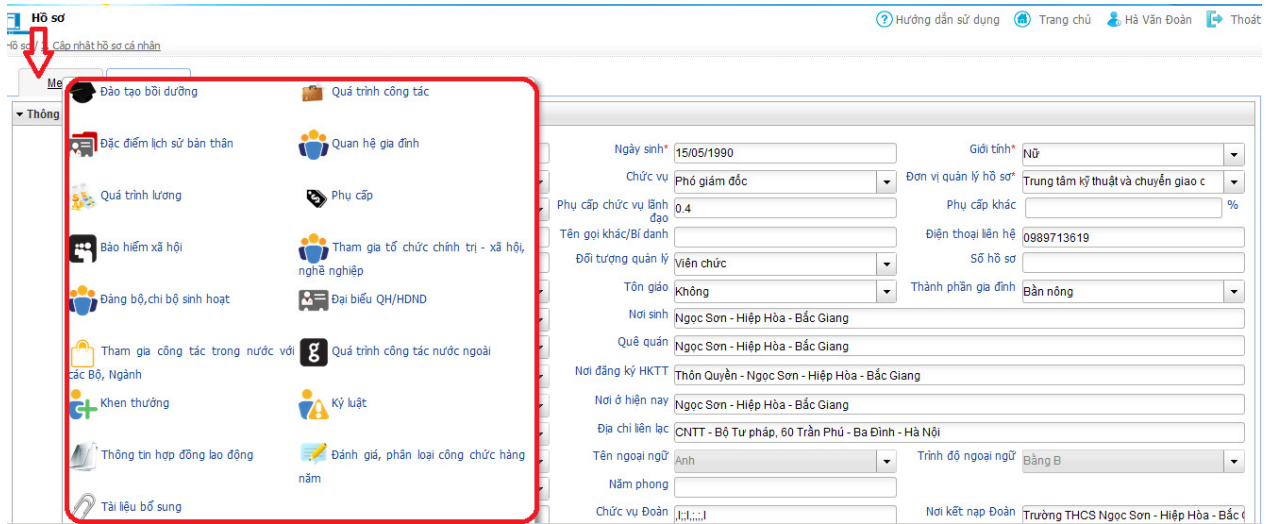 Hồ sơ
Hướng dẫn sử dụng Trang chủ Hà Văn Đoàn Thoát
Hồ sơ / Cập nhật hồ sơ cá nhân
Me
Thông
Đào tạo bồi dưỡng Quá trình công tác
Đặc điểm lịch sử bản thân Quan hệ gia đình
Quá trình lương Phụ cấp
Bảo hiểm xã hội Tham gia tổ chức chính trị - xã hội,
nghề nghiệp
Đảng bộ,chi bộ sinh hoạt Đại biểu QH/HDND
Tham gia công tác trong nước với Quá trình công tác nước ngoài
các Bộ, Ngành
Khen thưởng Kỷ luật
Thông tin hợp đồng lao động Đánh giá, phân loại công chức hàng
năm
Tài liệu bổ sung
Ngày sinh* 15/05/1990 Giới tính* Nữ
Chức vụ Phó giám đốc Đơn vị quản lý hồ sơ* Trung tâm kỹ thuật và chuyển giao c
Phụ cấp chức vụ lãnh 0.4 Phụ cấp khác %
đạo
Tên gọi khác/Bí danh Điện thoại liên hệ 0989713619
Đối tượng quản lý Viên chức Số hồ sơ
Tôn giáo Không Thành phần gia đình Bần nông
Nơi sinh Ngọc Sơn - Hiệp Hòa - Bắc Giang
Quê quán Ngọc Sơn - Hiệp Hòa - Bắc Giang
Nơi đăng ký HKTT Thôn Quyền - Ngọc Sơn - Hiệp Hòa - Bắc Giang
Nơi ở hiện nay Ngọc Sơn - Hiệp Hòa - Bắc Giang
Địa chỉ liên lạc CNTT - Bộ Tư pháp, 60 Trần Phú - Ba Đình - Hà Nội
Tên ngoại ngữ Anh Trình độ ngoại ngữ Bằng B
Năm phong
Chức vụ Đoàn Nơi kết nạp Đoàn Trường THCS Ngọc Sơn - Hiệp Hòa - Bắc